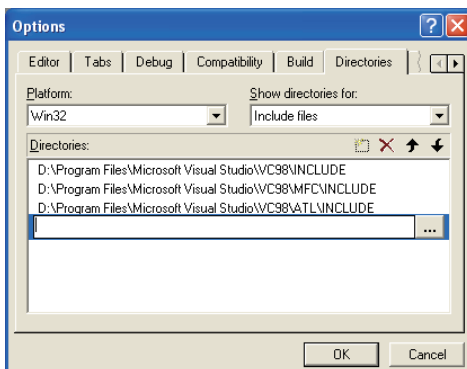 Options
Editor Tabs Debug Compatibility Build Directories
Platform: Show directories for:
Win32 Include files
Directories:
D:\Program Files\Microsoft Visual Studio\VC98\INCLUDE
D:\Program Files\Microsoft Visual Studio\VC98\MFC\INCLUDE
D:\Program Files\Microsoft Visual Studio\VC98\ATL\INCLUDE
...
OK Cancel